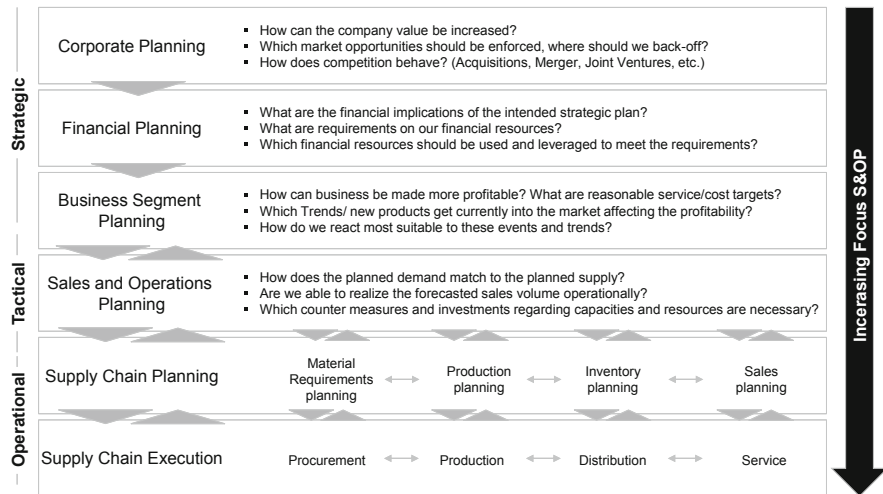 Strategic
Corporate Planning
▪ How can the company value be increased?
▪ Which market opportunities should be enforced, where should we back-off?
▪ How does competition behave? (Acquisitions, Merger, Joint Ventures, etc.)
Financial Planning
▪ What are the financial implications of the intended strategic plan?
▪ What are requirements on our financial resources?
▪ Which financial resources should be used and leveraged to meet the requirements?
Business Segment
Planning
▪ How can business be made more profitable? What are reasonable service/cost targets?
▪ Which Trends/ new products get currently into the market affecting the profitability?
▪ How do we react most suitable to these events and trends?
Tactical
Sales and Operations
Planning
▪ How does the planned demand match to the planned supply?
▪ Are we able to realize the forecasted sales volume operationally?
▪ Which counter measures and investments regarding capacities and resources are necessary?
Operational
Supply Chain Planning
Material
Requirements
planning
Production
planning
Inventory
planning
Sales
planning
Supply Chain Execution
Procurement
Production
Distribution
Service
Incerasing Focus S&OP